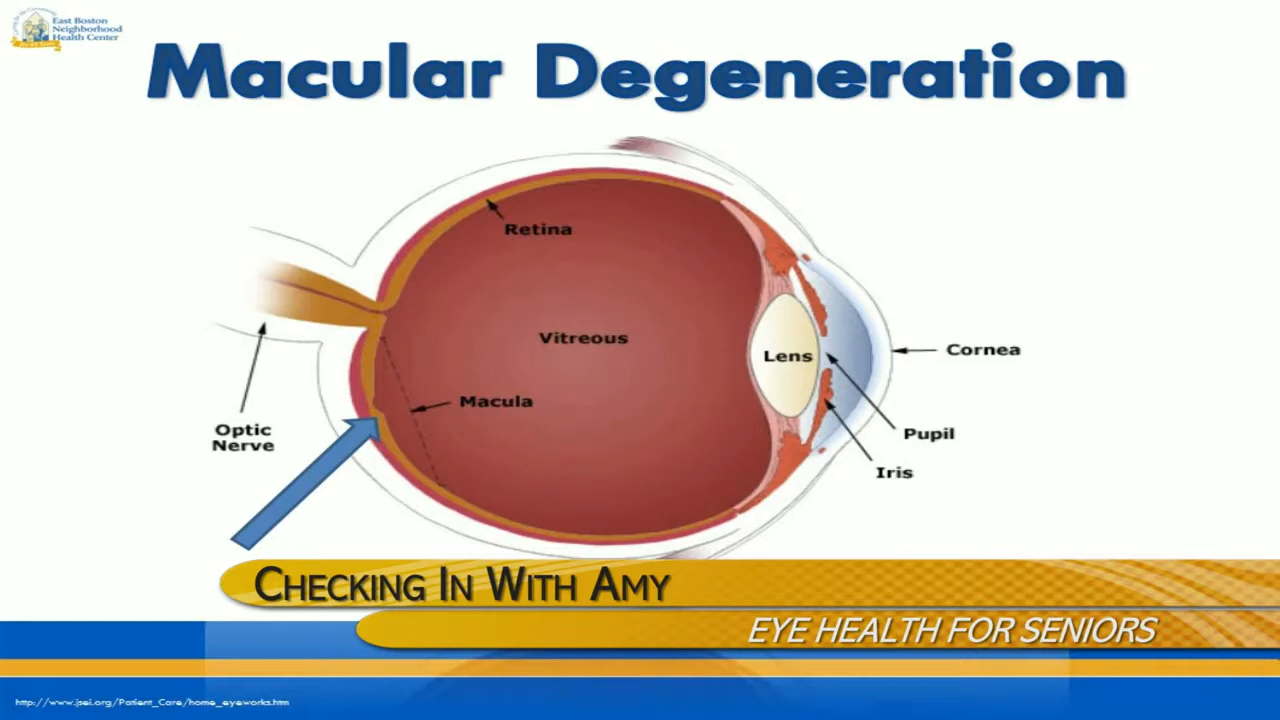 East Boston
Neighborhood
Health Center
Macular Degeneration
Retina
Vitreous
Lens
Cornea
Macula
Optic
Nerve
Pupil
Iris
CHECKING IN WITH AMY
EYE HEALTH FOR SENIORS
http://www.jsei.org/Patient_Care/home_eyeworks.htm